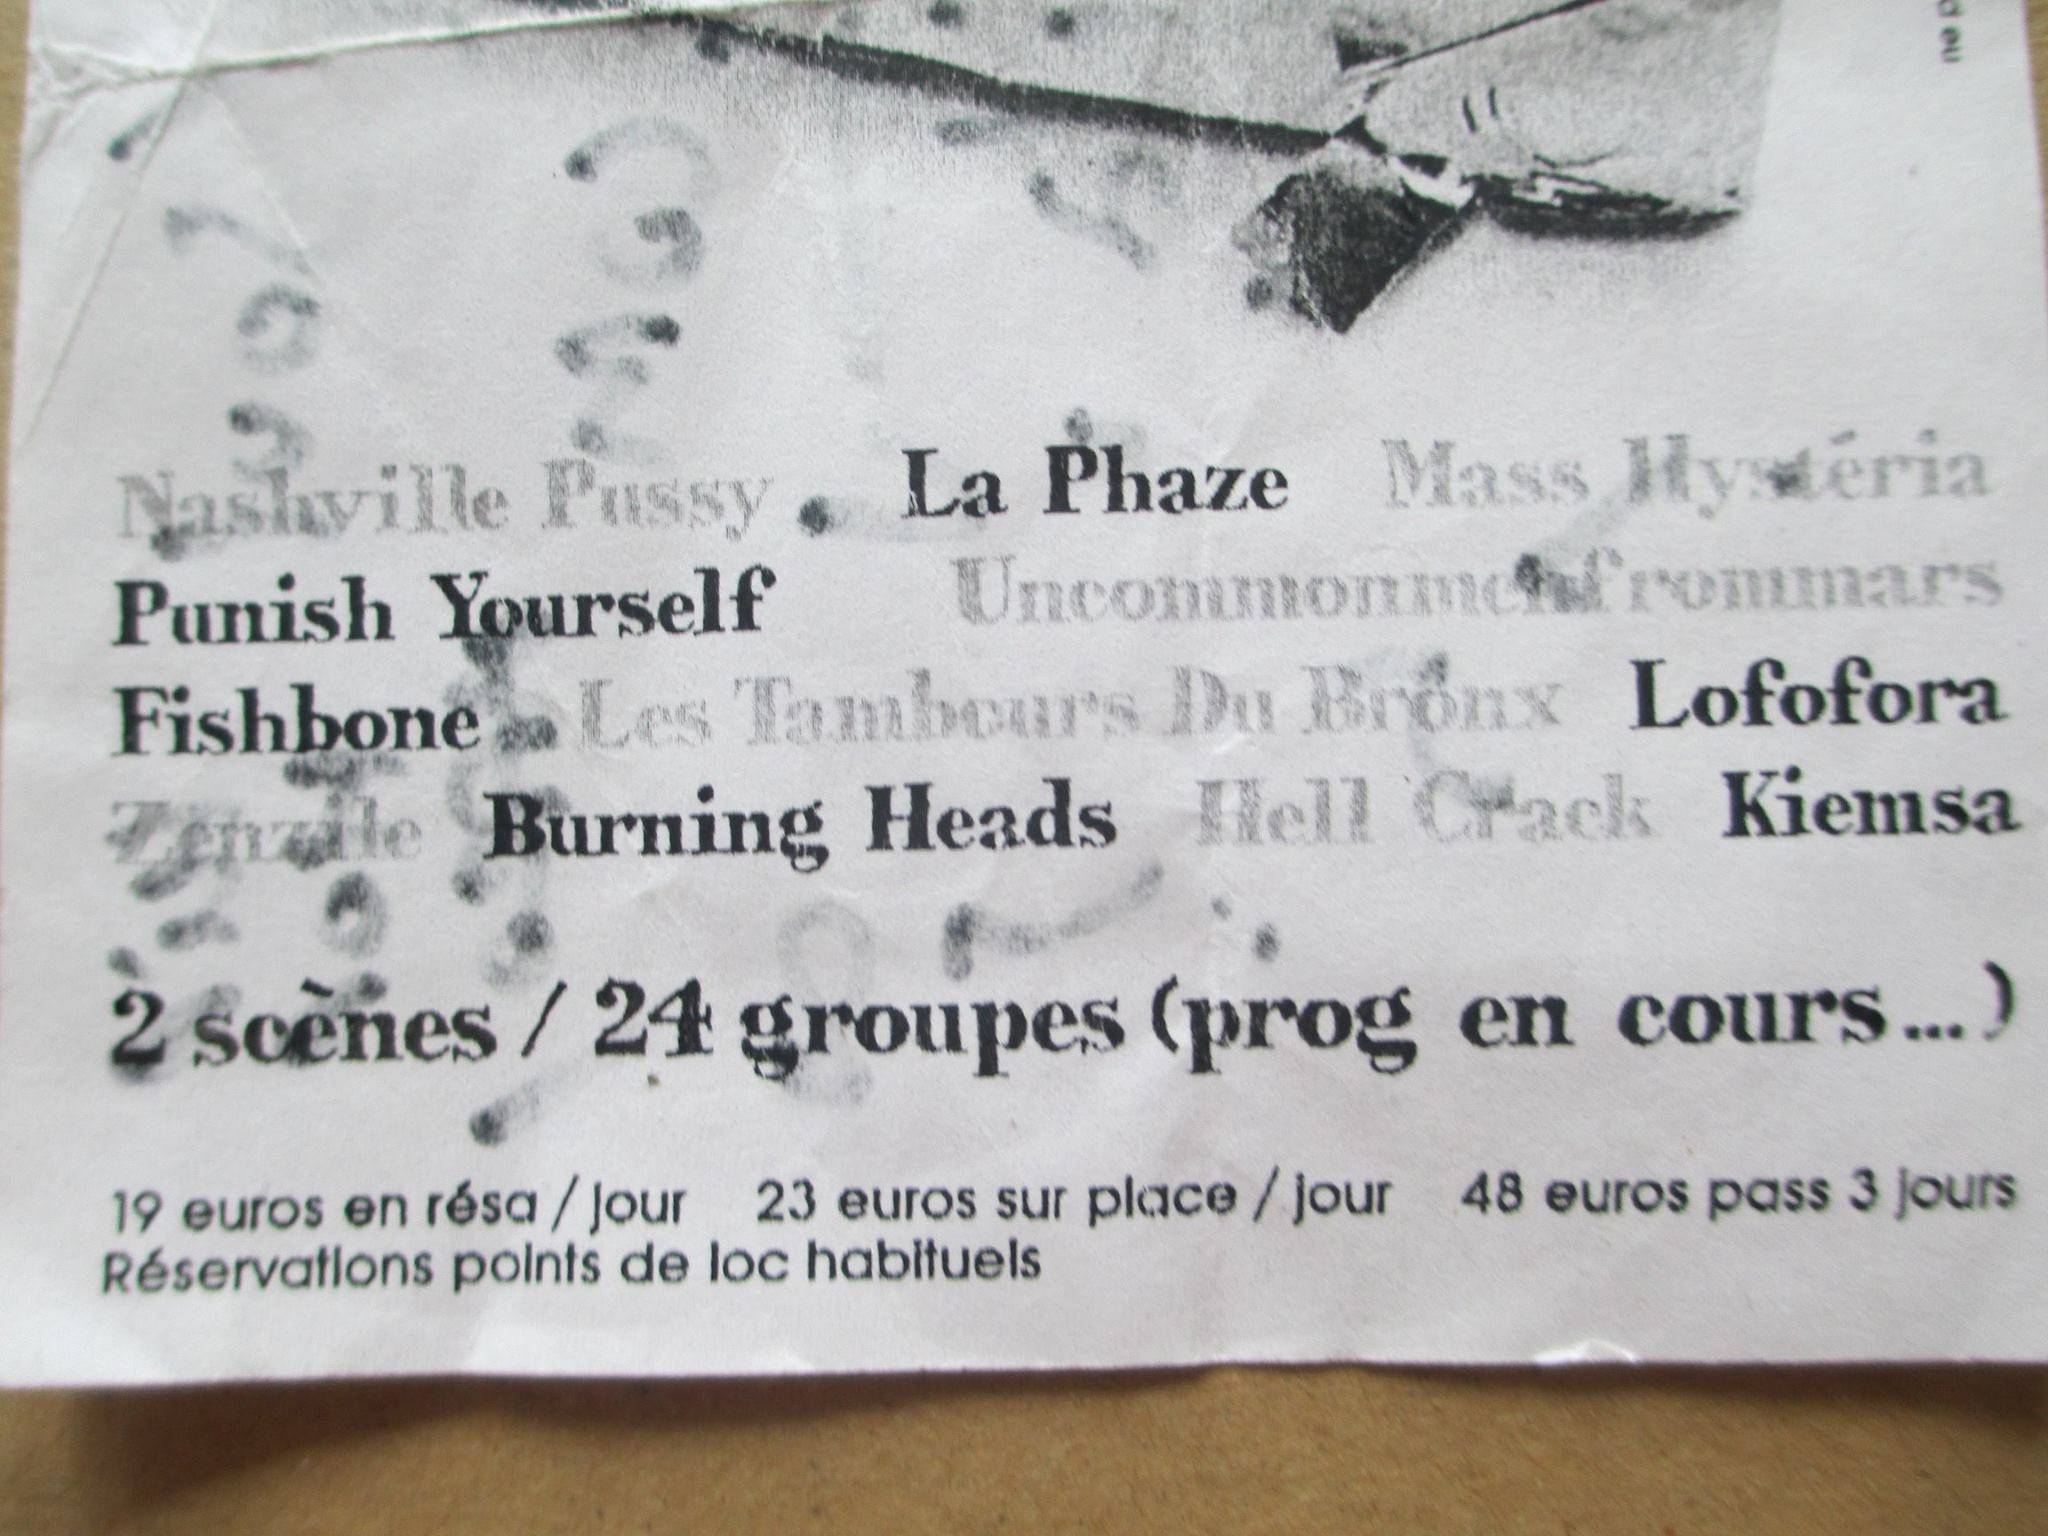 Nashville Pussy La Phaze Mass Hystéria
Punish Yourself Uncommonmenfrommars
Fishbone Les Tambours Du Bronx Lofofora
Zenzile Burning Heads Hell Crack Kiemsa
2 scènes / 24 groupes (prog en cours...)
19 euros en résa / jour 23 euros sur place / jour 48 euros pass 3 jours
Réservations points de loc habituels